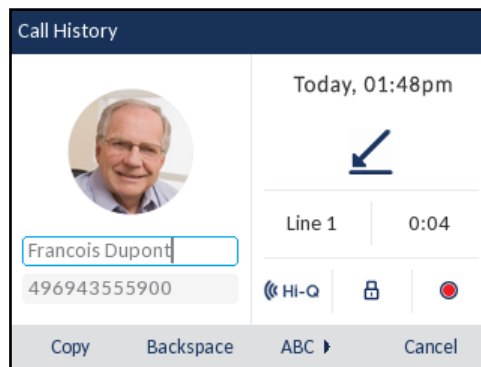 Call History
Today, 01:48pm
Line 1 0:04
Francois Dupont
496943555900
Hi-Q
Copy Backspace ABC Cancel